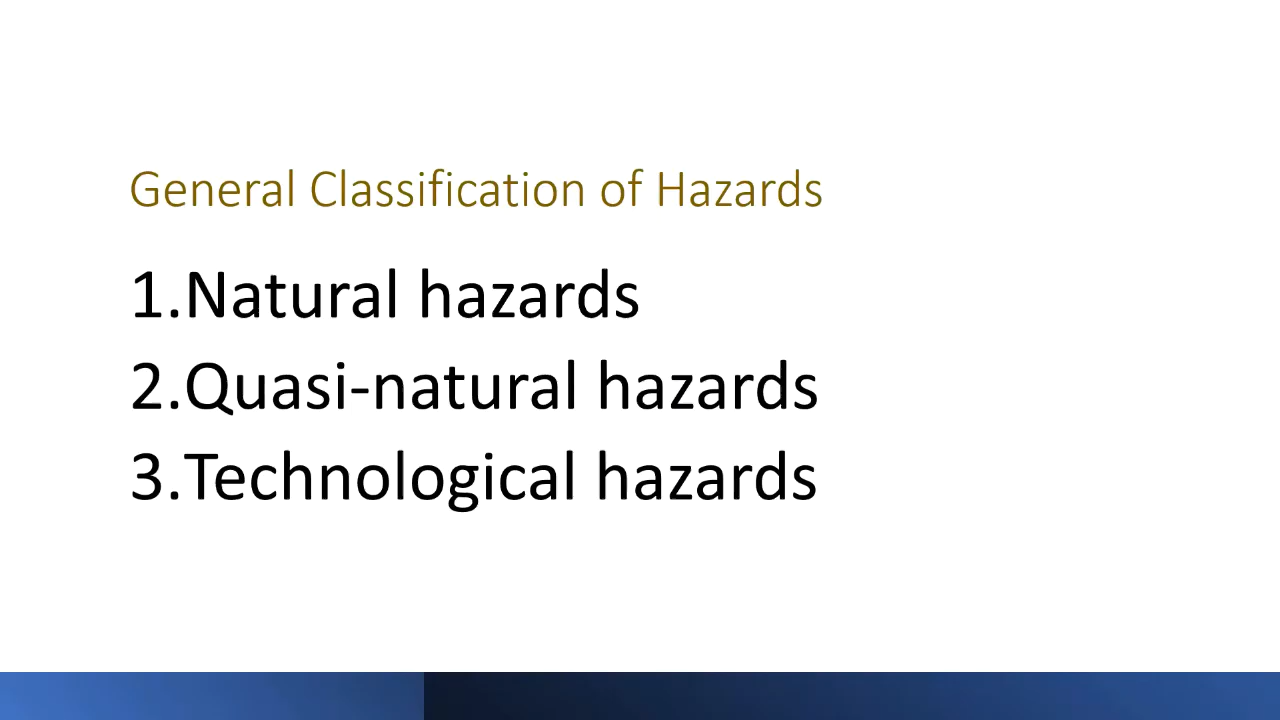 General Classification of Hazards
1.Natural hazards
2.Quasi-natural hazards
3.Technological hazards